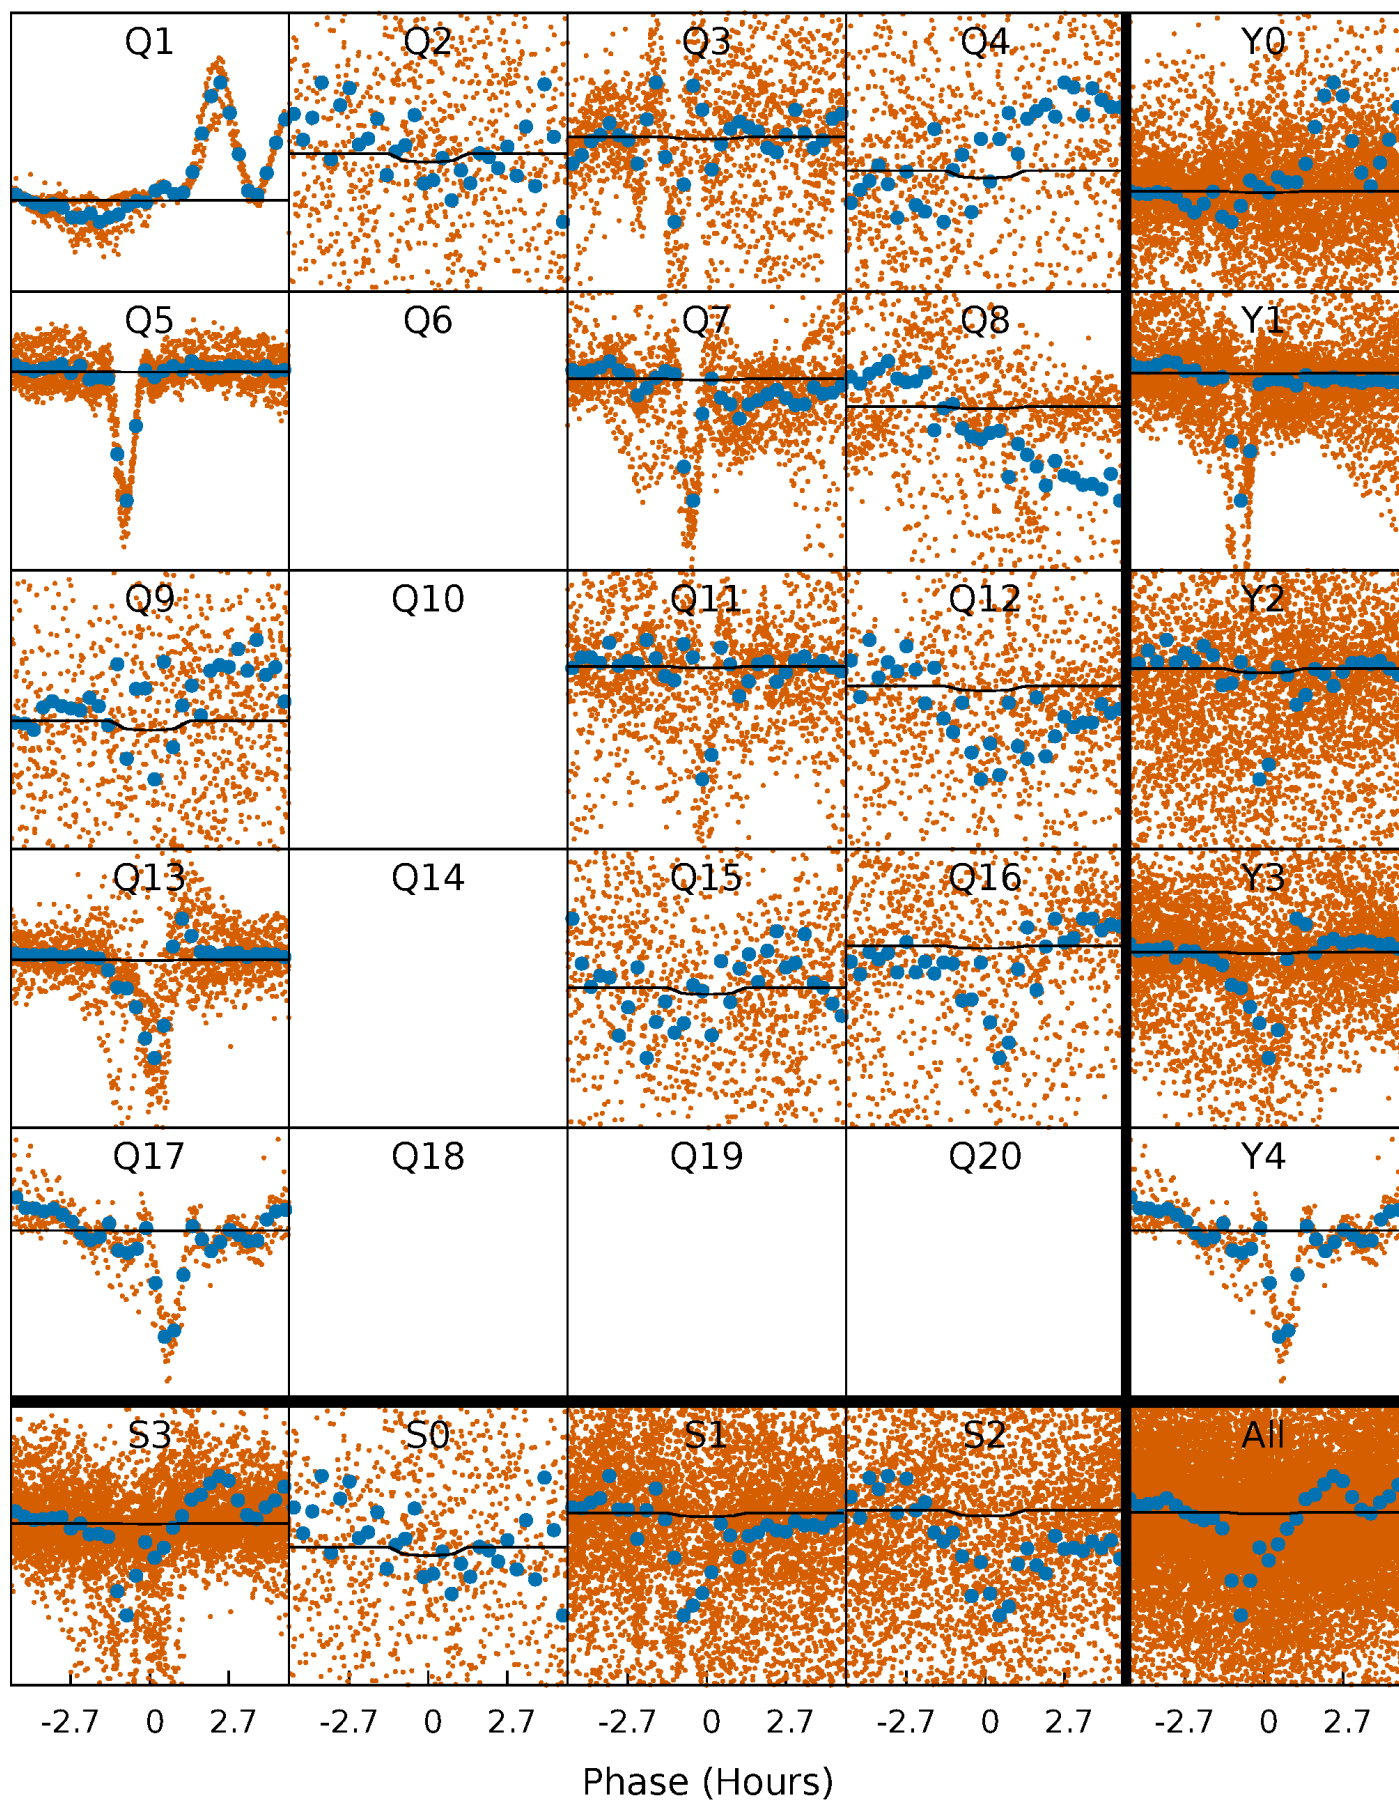 Q1 Q2 Q3 Q4 Y0
Q5 Q6 Q7 Q8 Y1
Q9 Q10 Q11 Q12 Y2
Q13 Q14 Q15 Q16 Y3
Q17 Q18 Q19 Q20 Y4
S3 S0 S1 S2 All
-2.7 0 2.7 -2.7 0 2.7 -2.7 0 2.7 -2.7 0 2.7 -2.7 0 2.7
Phase (Hours)